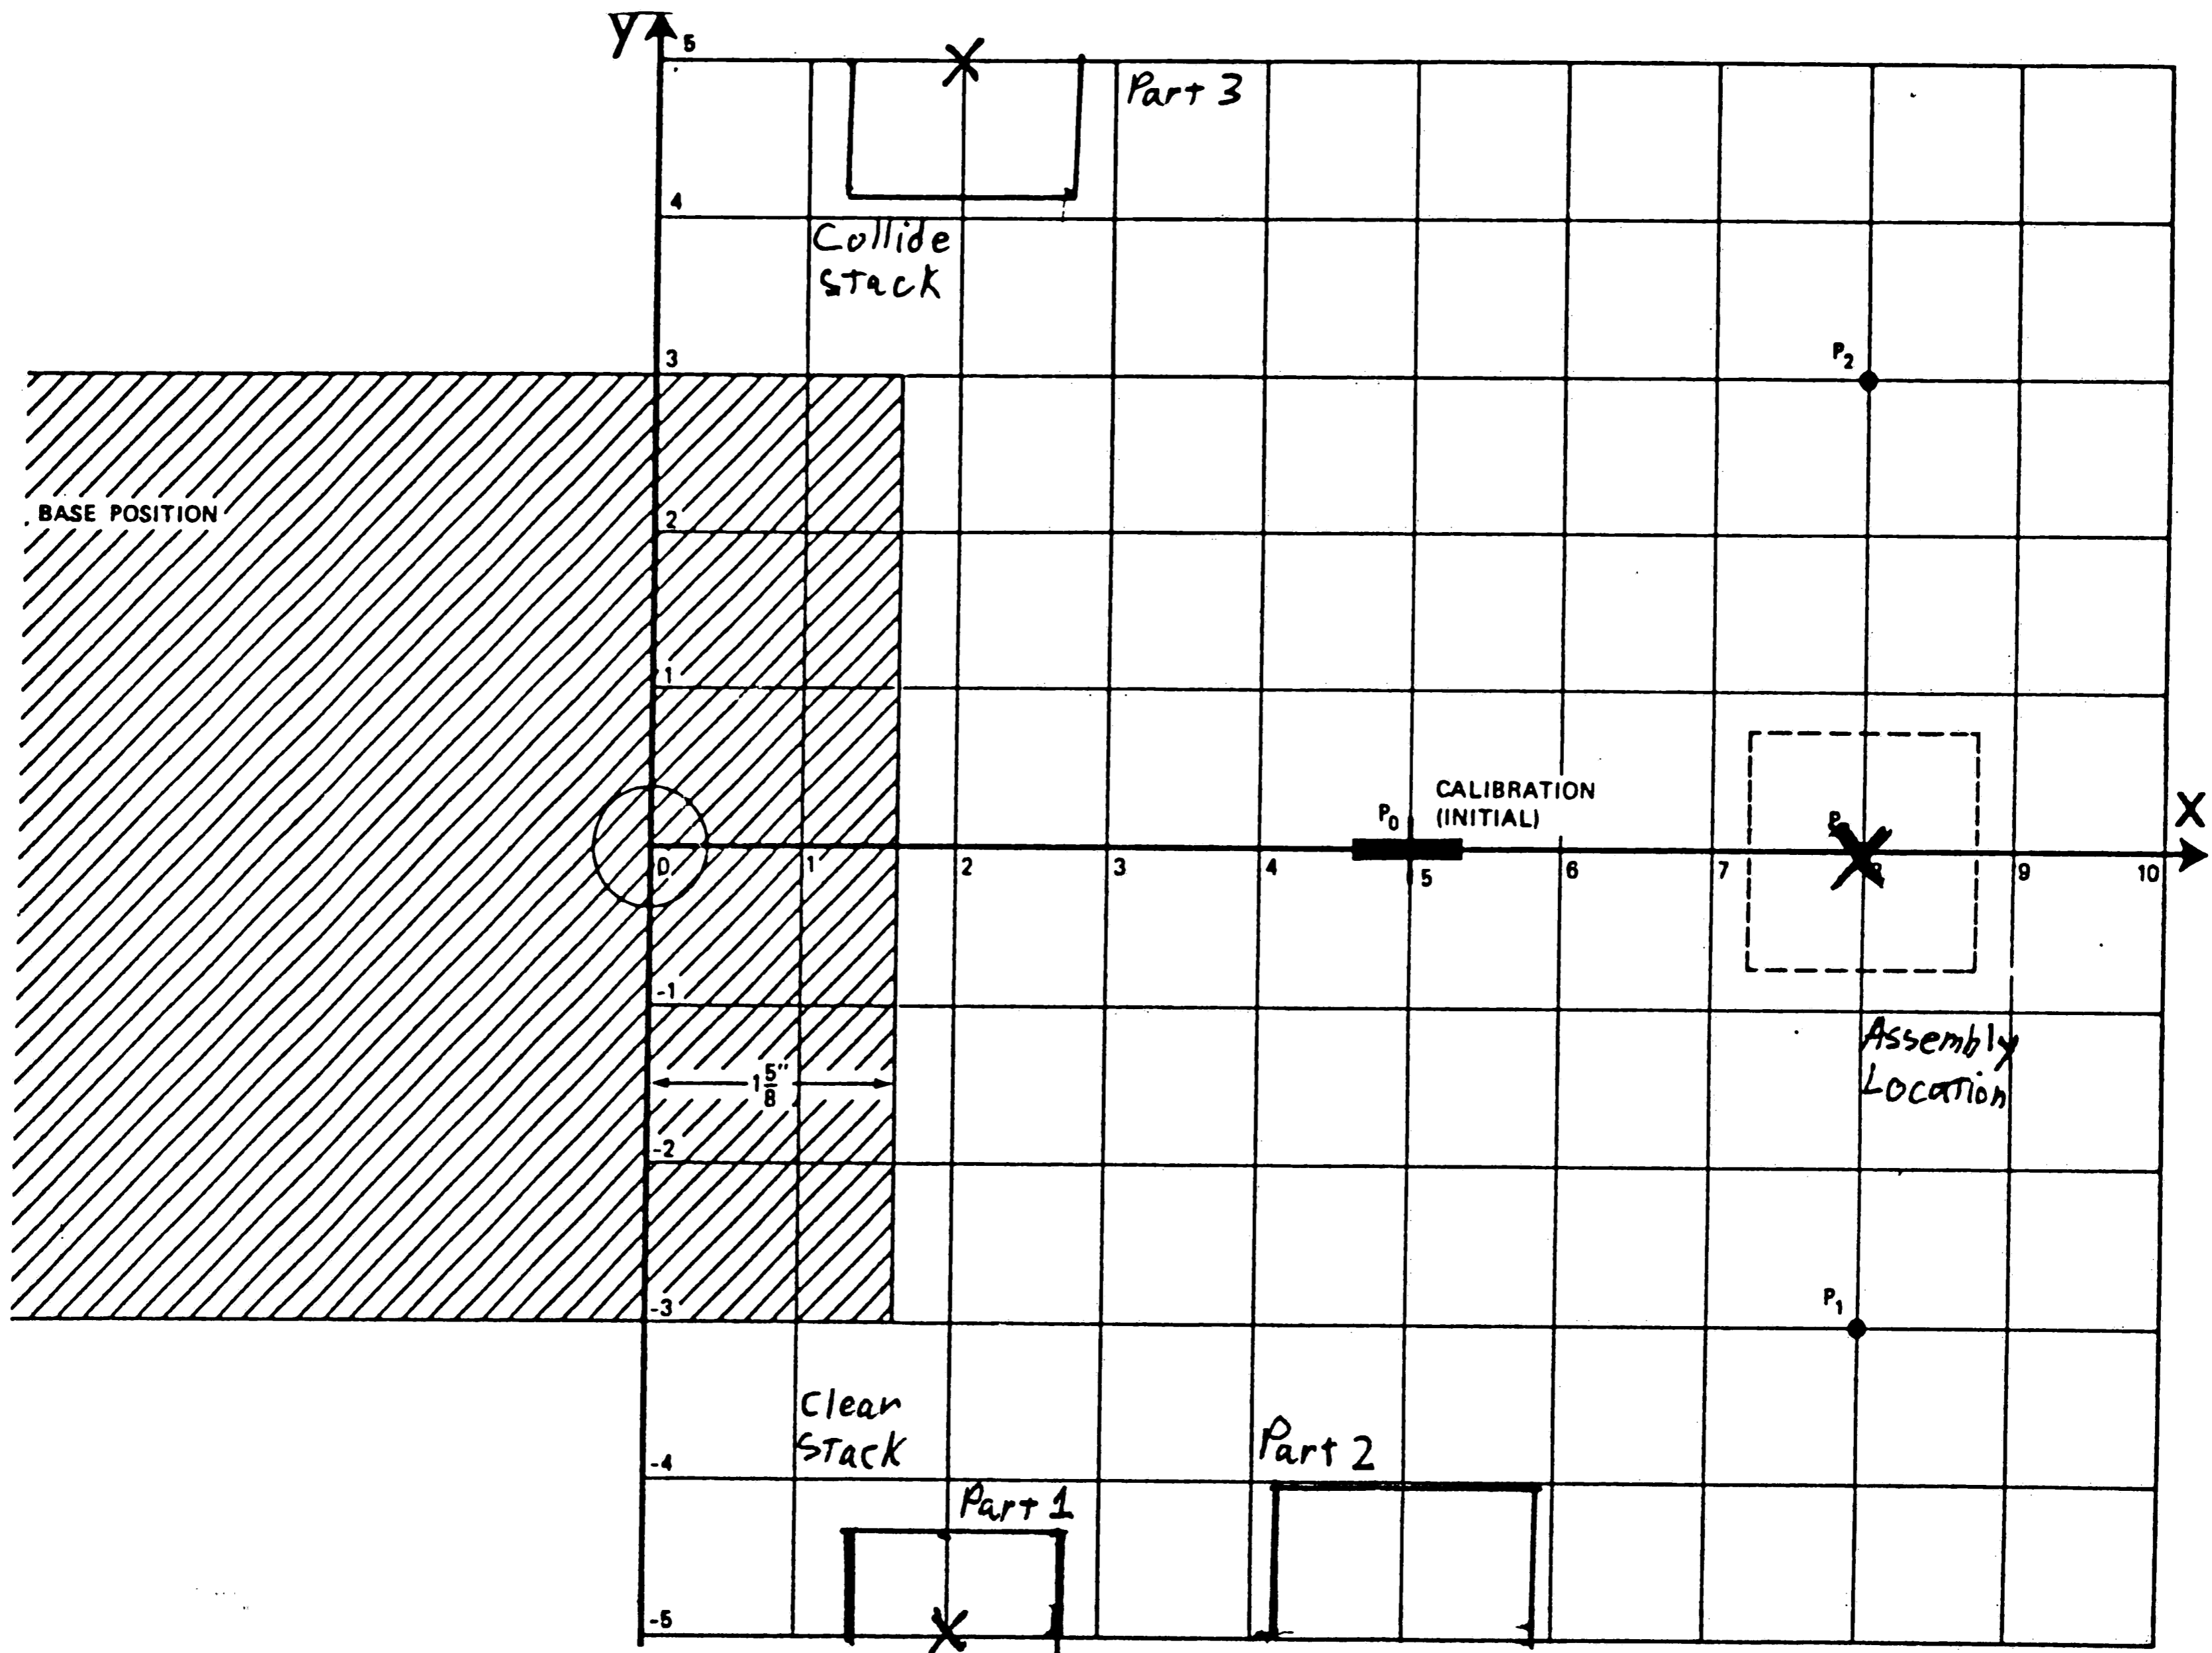 y
5
Part 3
4
Collide
Stack
3
P2
BASE POSITION
2
1
CALIBRATION
(INITIAL)
P0
P
X
0 1 2 3 4 5 6 7 9 10
-1
Assembly
Location
1 5/8"
-2
-3
P1
Clear
Stack
-4
Part 2
Part 1
-5